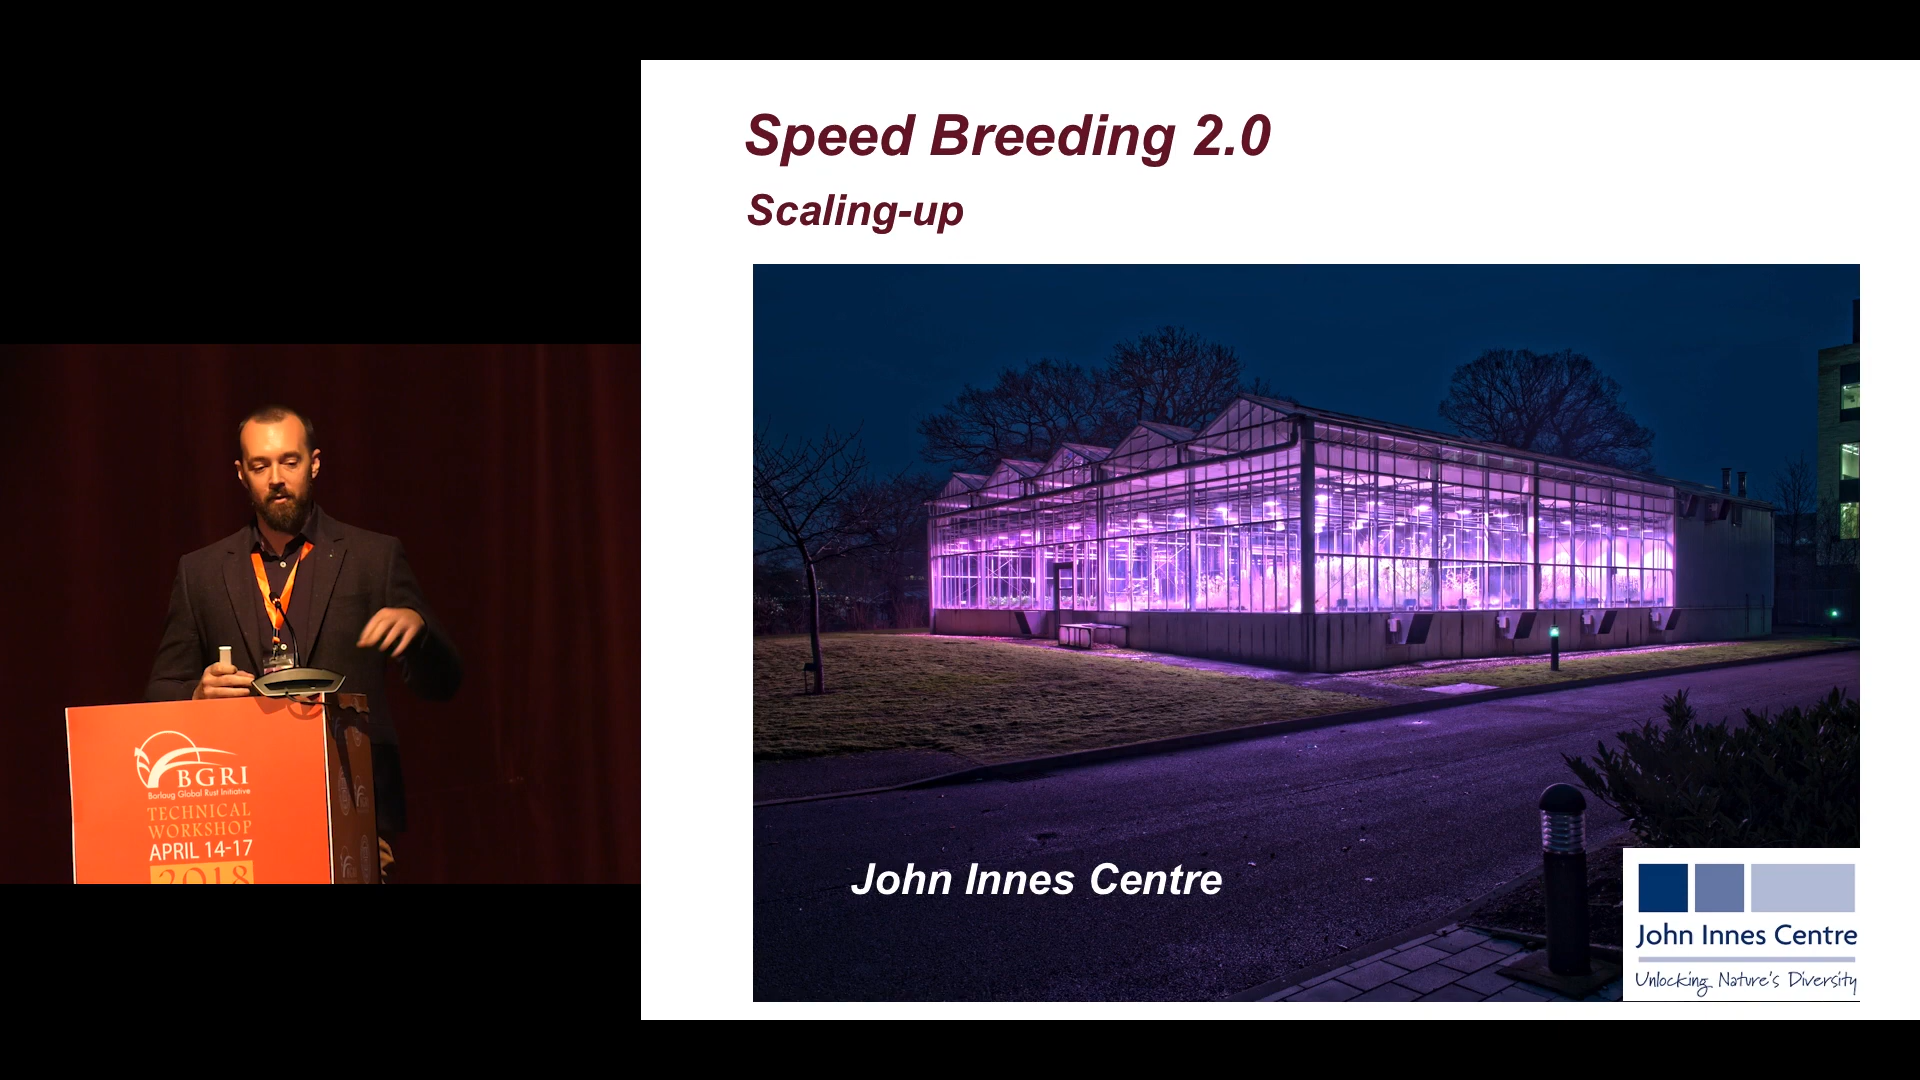 Speed Breeding 2.0
Scaling-up
John Innes Centre
John Innes Centre
Unlocking Nature's Diversity
BGRI
Borlaug Global Rust Initiative
TECHNICAL
WORKSHOP
APRIL 14-17
2018